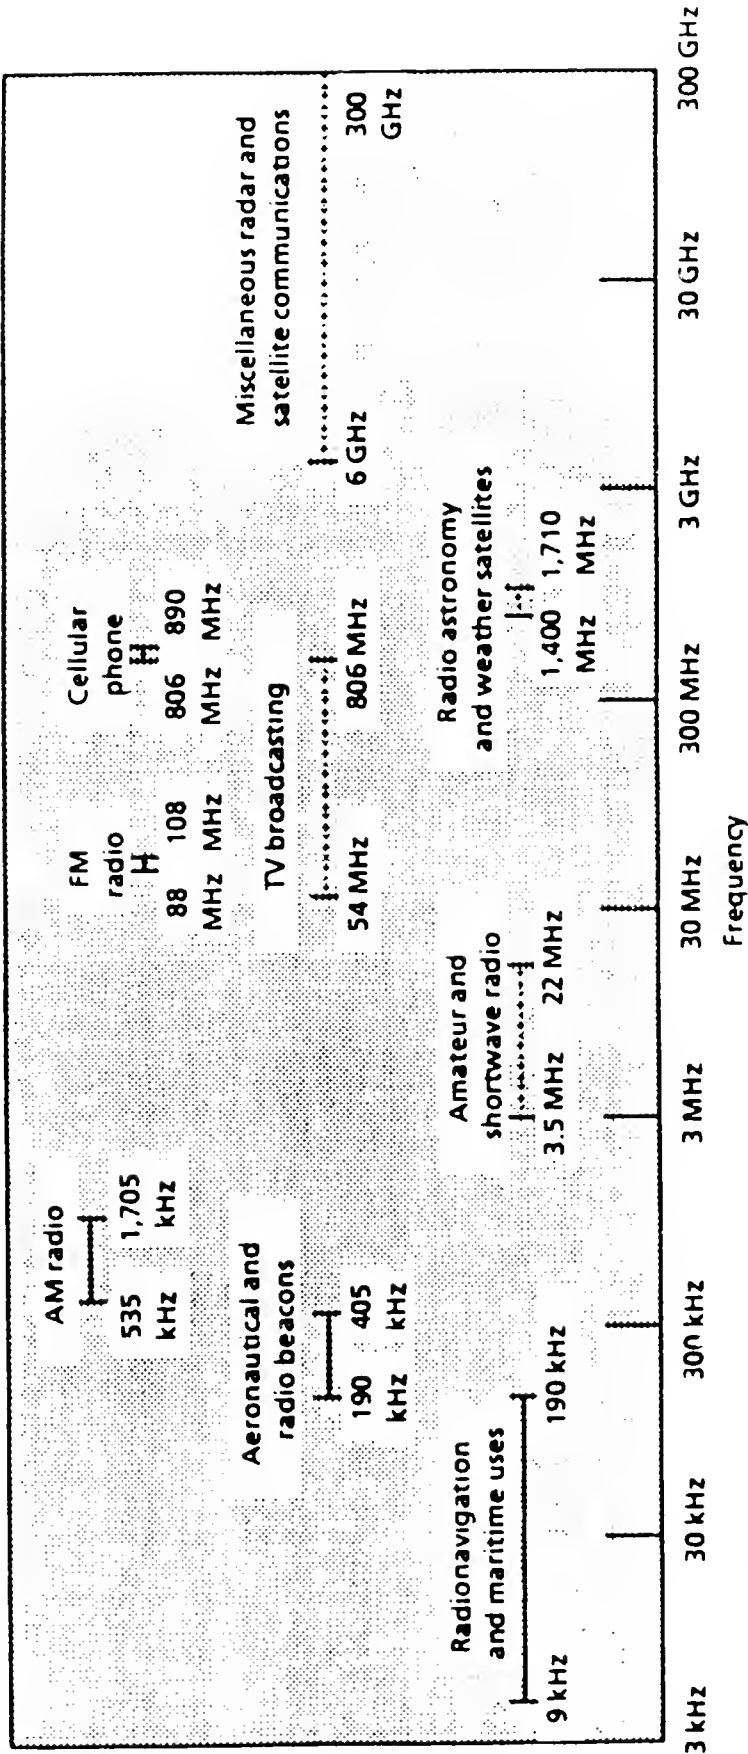 AM radio
535 1,705
kHz kHz
FM
radio
88 108
MHz MHz
Cellular
phone
806 890
MHz MHz
Aeronautical and
radio beacons
190 405
kHz kHz
TV broadcasting
54 MHz 806 MHz
Miscellaneous radar and
satellite communications
6 GHz 300
GHz
Radionavigation
and maritime uses
9 kHz 190 kHz
Amateur and
shortwave radio
3.5 MHz 22 MHz
Radio astronomy
and weather satellites
1,400 1,710
MHz MHz
3 kHz 30 kHz 300 kHz 3 MHz 30 MHz 300 MHz 3 GHz 30 GHz 300 GHz
Frequency